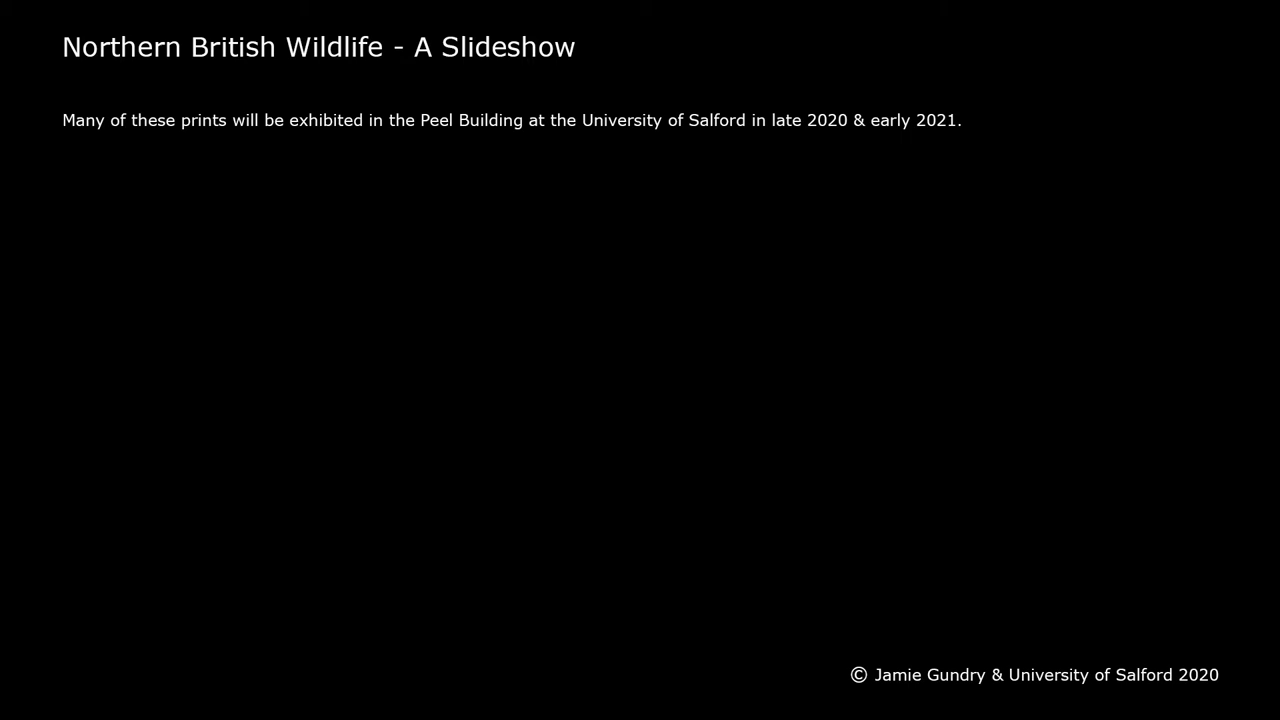 Northern British Wildlife - A Slideshow
Many of these prints will be exhibited in the Peel Building at the University of Salford in late 2020 & early 2021.
© Jamie Gundry & University of Salford 2020